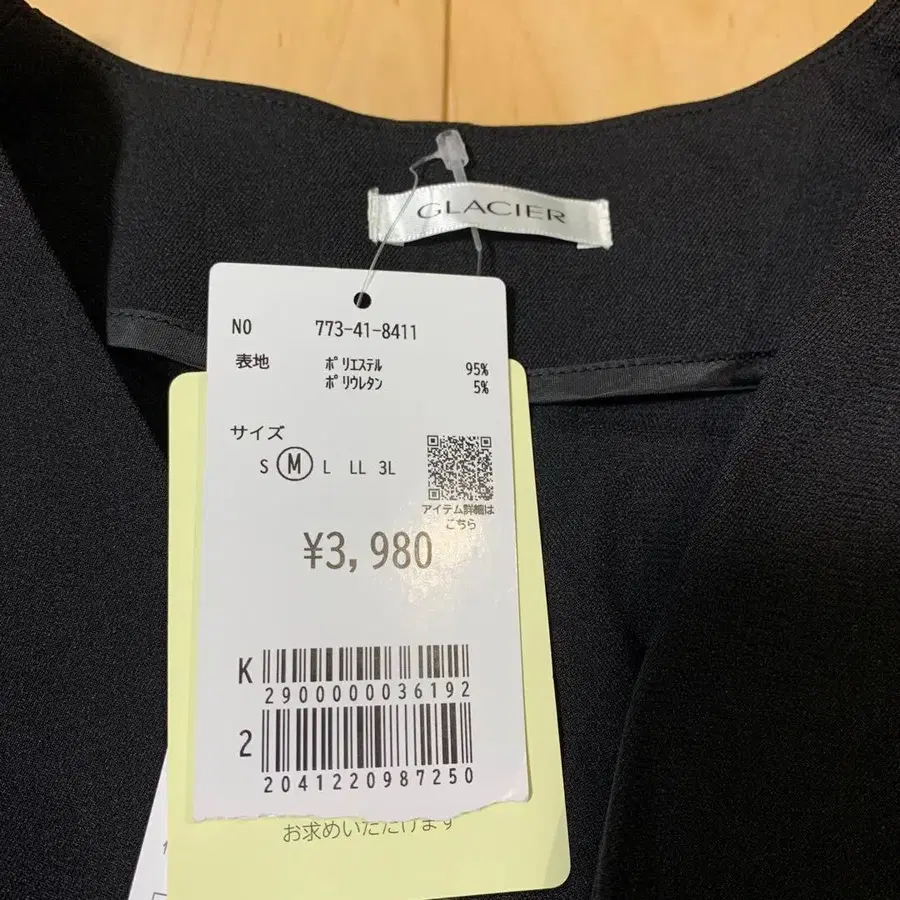 GLACIER
NO 773-41-8411
表地 ポリエステル 95%
ポリウレタン 5%
サイズ
S M L LL 3L
アイテム詳細は
こちら
¥3,980
K
2900000036192
2
2041220987250
お求めいただけます